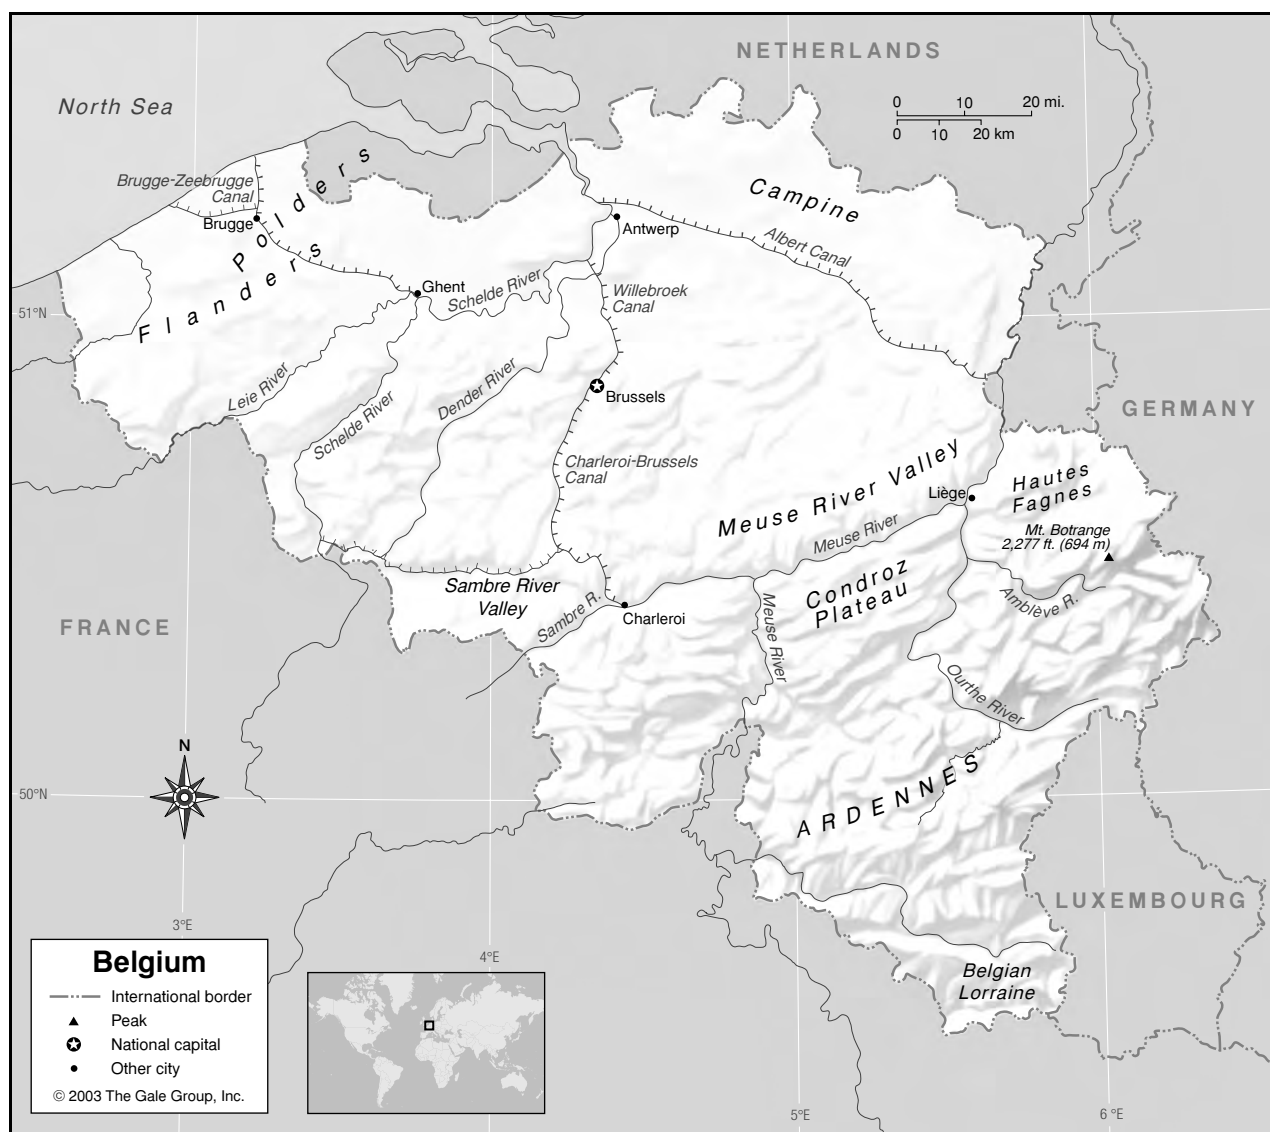 NETHERLANDS
North Sea
0 10 20 mi.
0 10 20 km
Brugge-Zeebrugge
Canal
Brugge
Polders
Flanders
Campine
Antwerp
Albert Canal
Ghent
Schelde River
Willebroek
Canal
51°N
Leie River
Schelde River
Dender River
Brussels
GERMANY
Charleroi-Brussels
Canal
Meuse River Valley
Liège
Hautes
Fagnes
Mt. Botrange
2,277 ft. (694 m)
Meuse River
Condroz
Plateau
Amblève R.
Sambre River
Valley
Sambre R.
Charleroi
Meuse River
FRANCE
Ourthe River
N
50°N
ARDENNES
LUXEMBOURG
3°E
4°E
Belgian
Lorraine
5°E
6 °E
Belgium
International border
Peak
National capital
Other city
© 2003 The Gale Group, Inc.